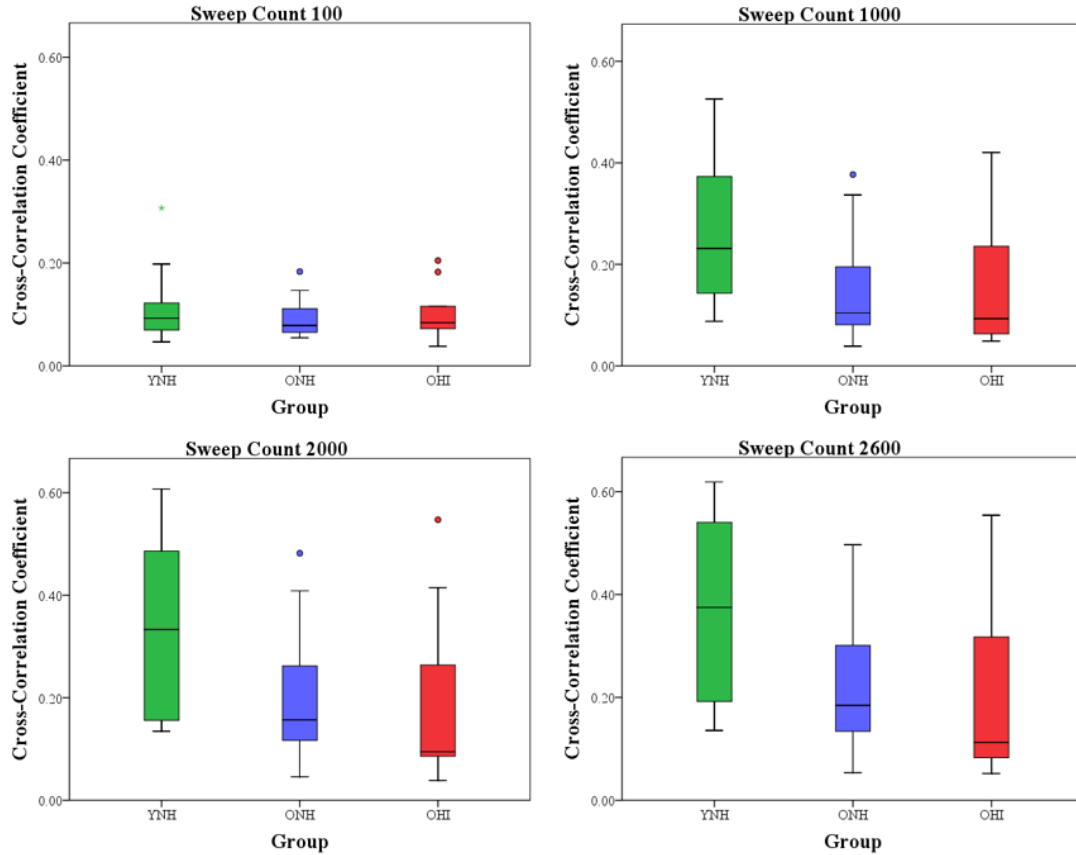 Sweep Count 100
Cross-Correlation Coefficient
0.60
0.40
0.20
0.00
YNH ONH OHI
Group
Sweep Count 1000
Cross-Correlation Coefficient
0.60
0.40
0.20
0.00
YNH ONH OHI
Group
Sweep Count 2000
Cross-Correlation Coefficient
0.60
0.40
0.20
0.00
YNH ONH OHI
Group
Sweep Count 2600
Cross-Correlation Coefficient
0.60
0.40
0.20
0.00
YNH ONH OHI
Group